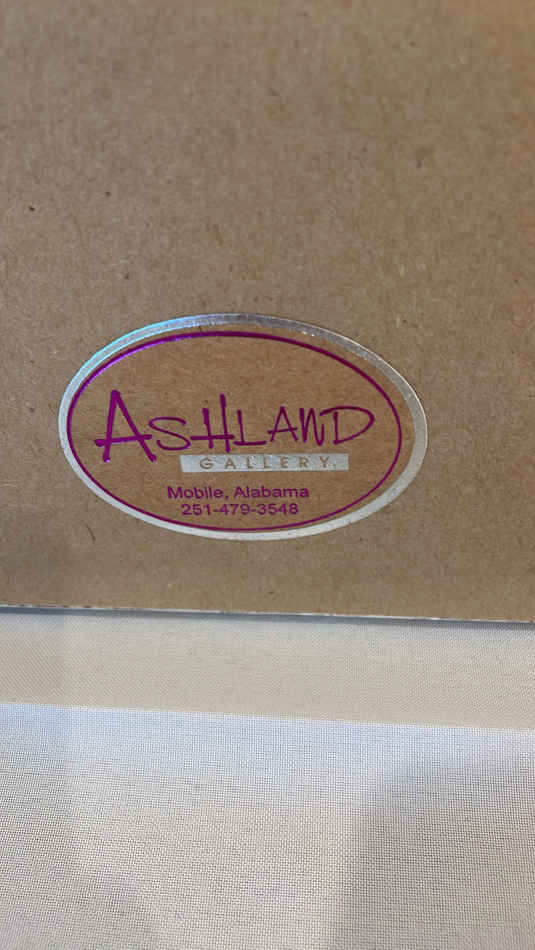 ASHLAND
GALLERY.
Mobile, Alabama
251-479-3548